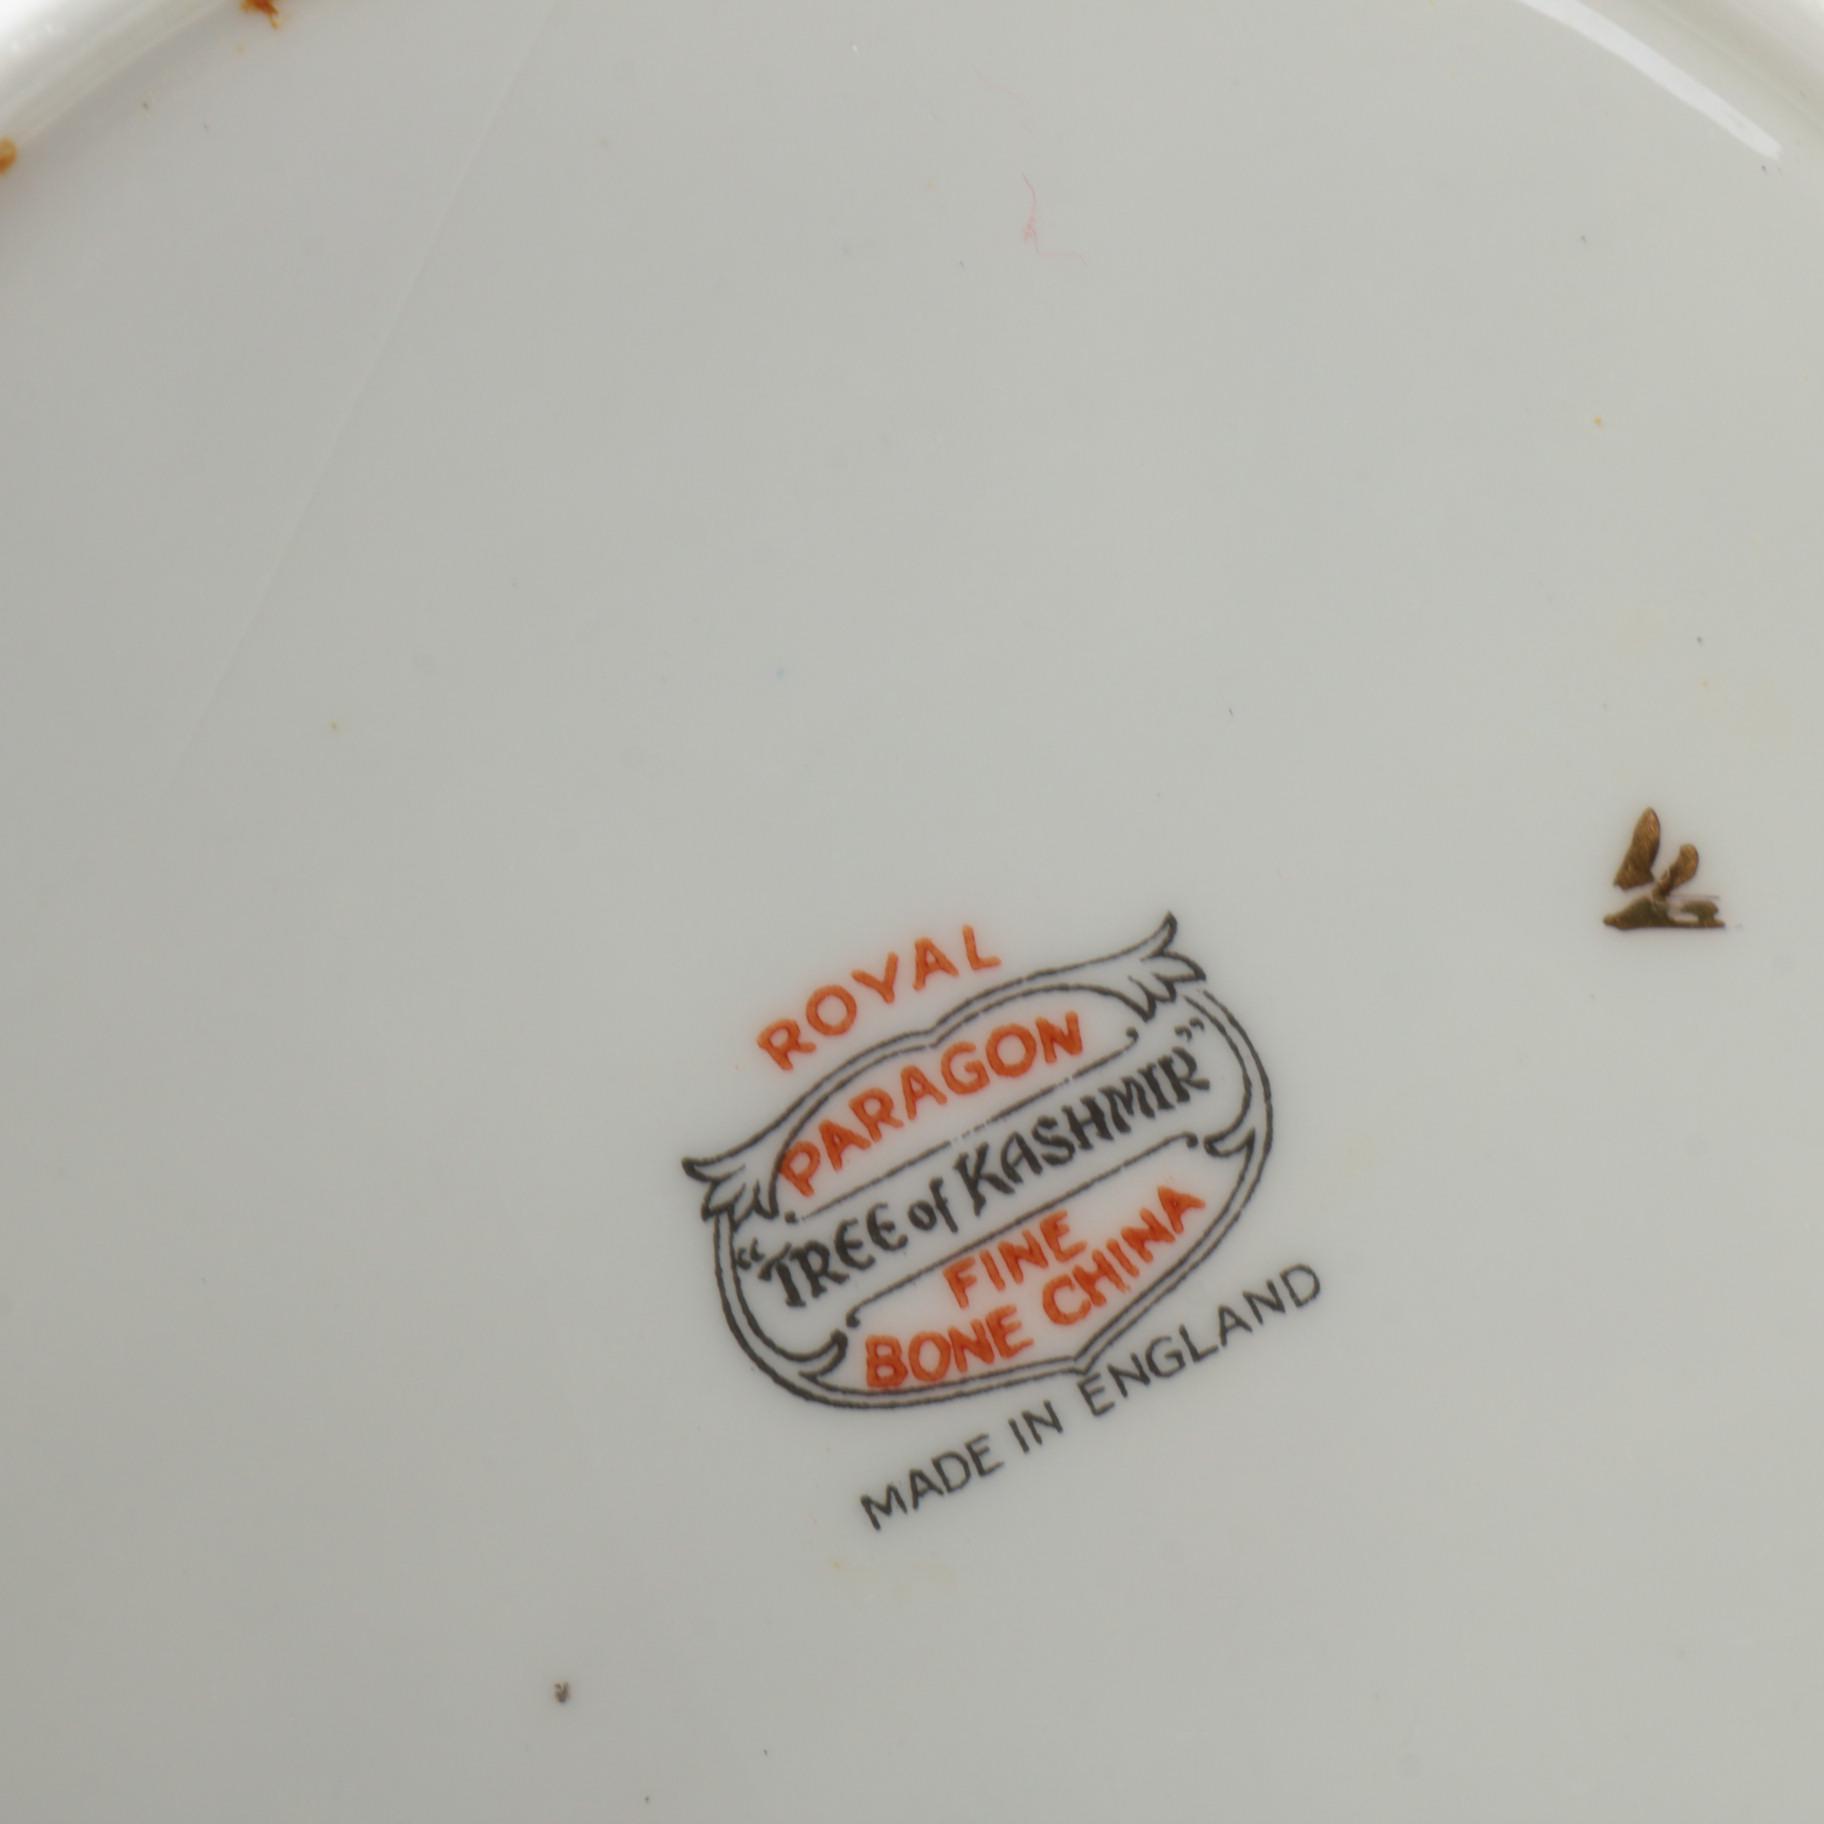 ROYAL
PARAGON
“TREE of KASHMIR”
FINE
BONE CHINA
MADE IN ENGLAND